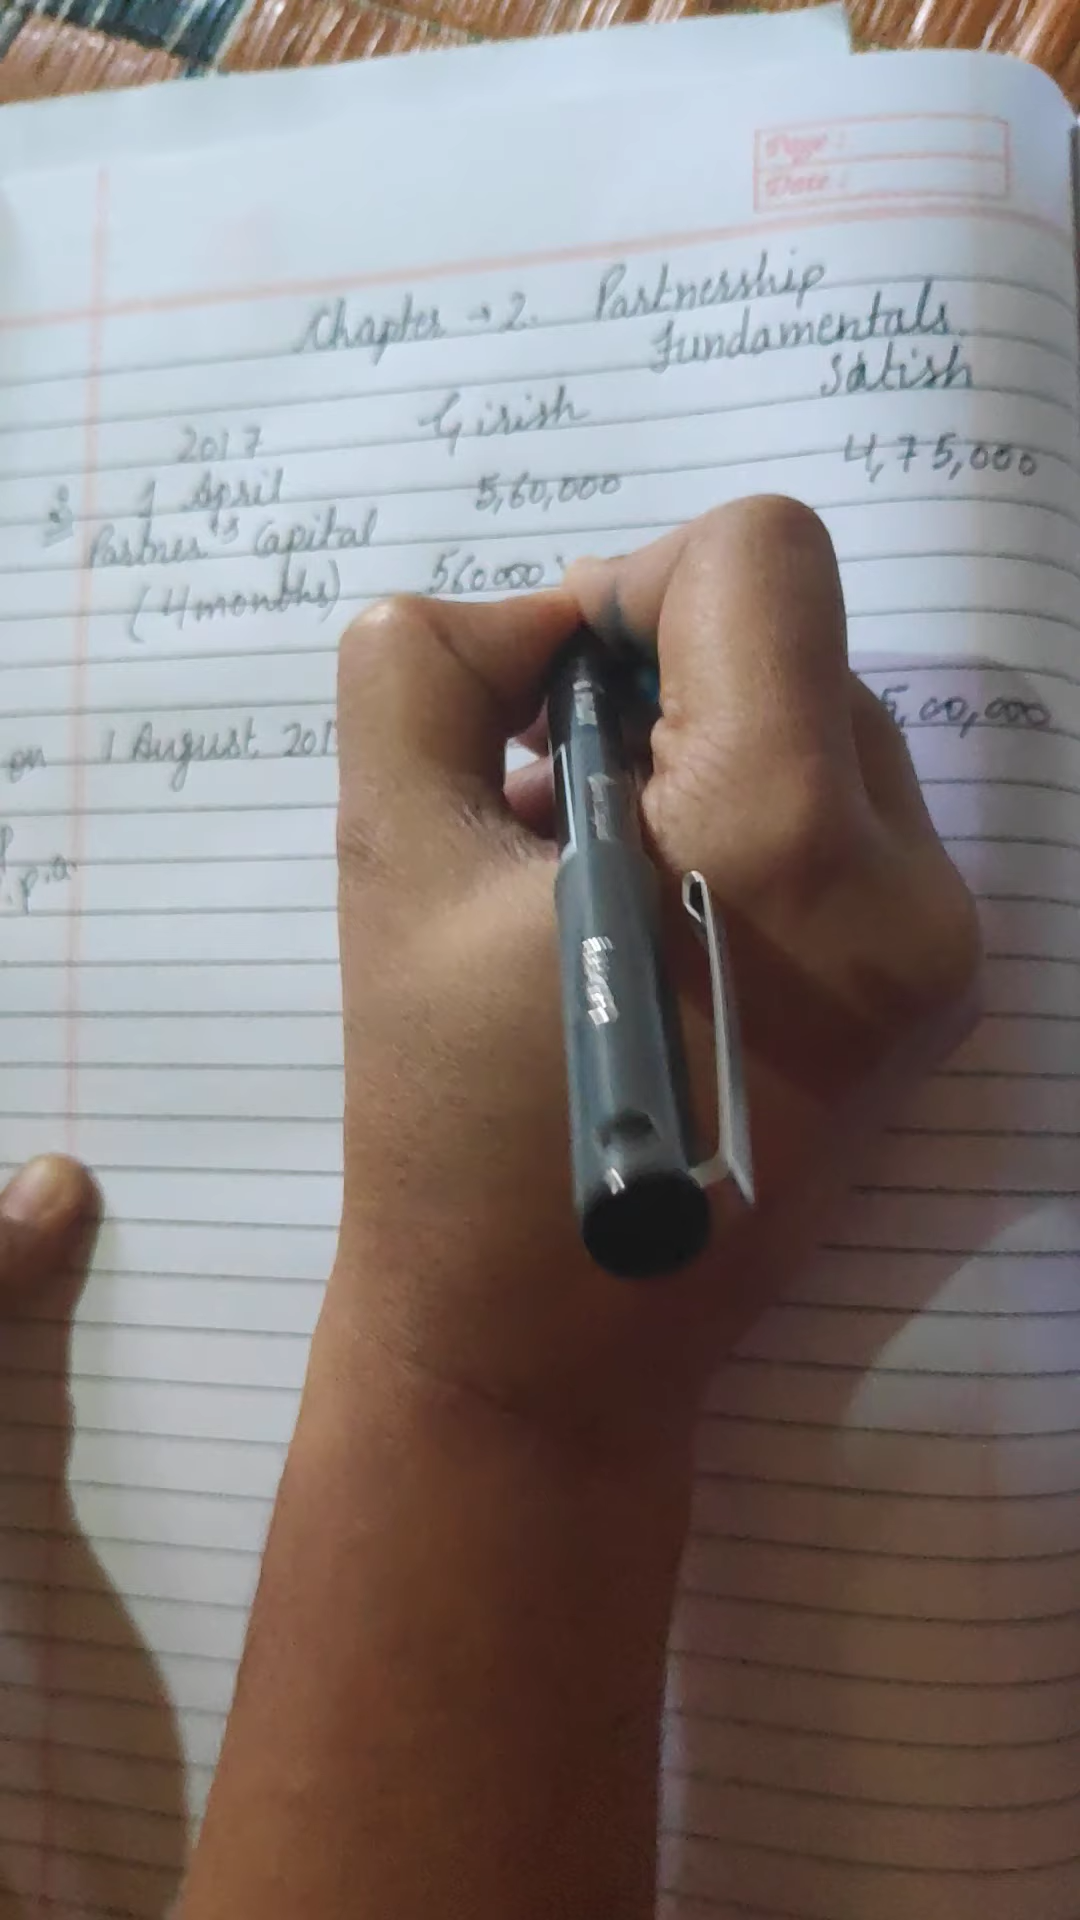 Page :
Date :
Chapter → 2. Partnership
Fundamentals.
2017 Girish Satish
1 April 5,60,000 4,75,000
Partner's Capital
(4 months) 560000
on 1 August, 201 5,00,000
p.a.